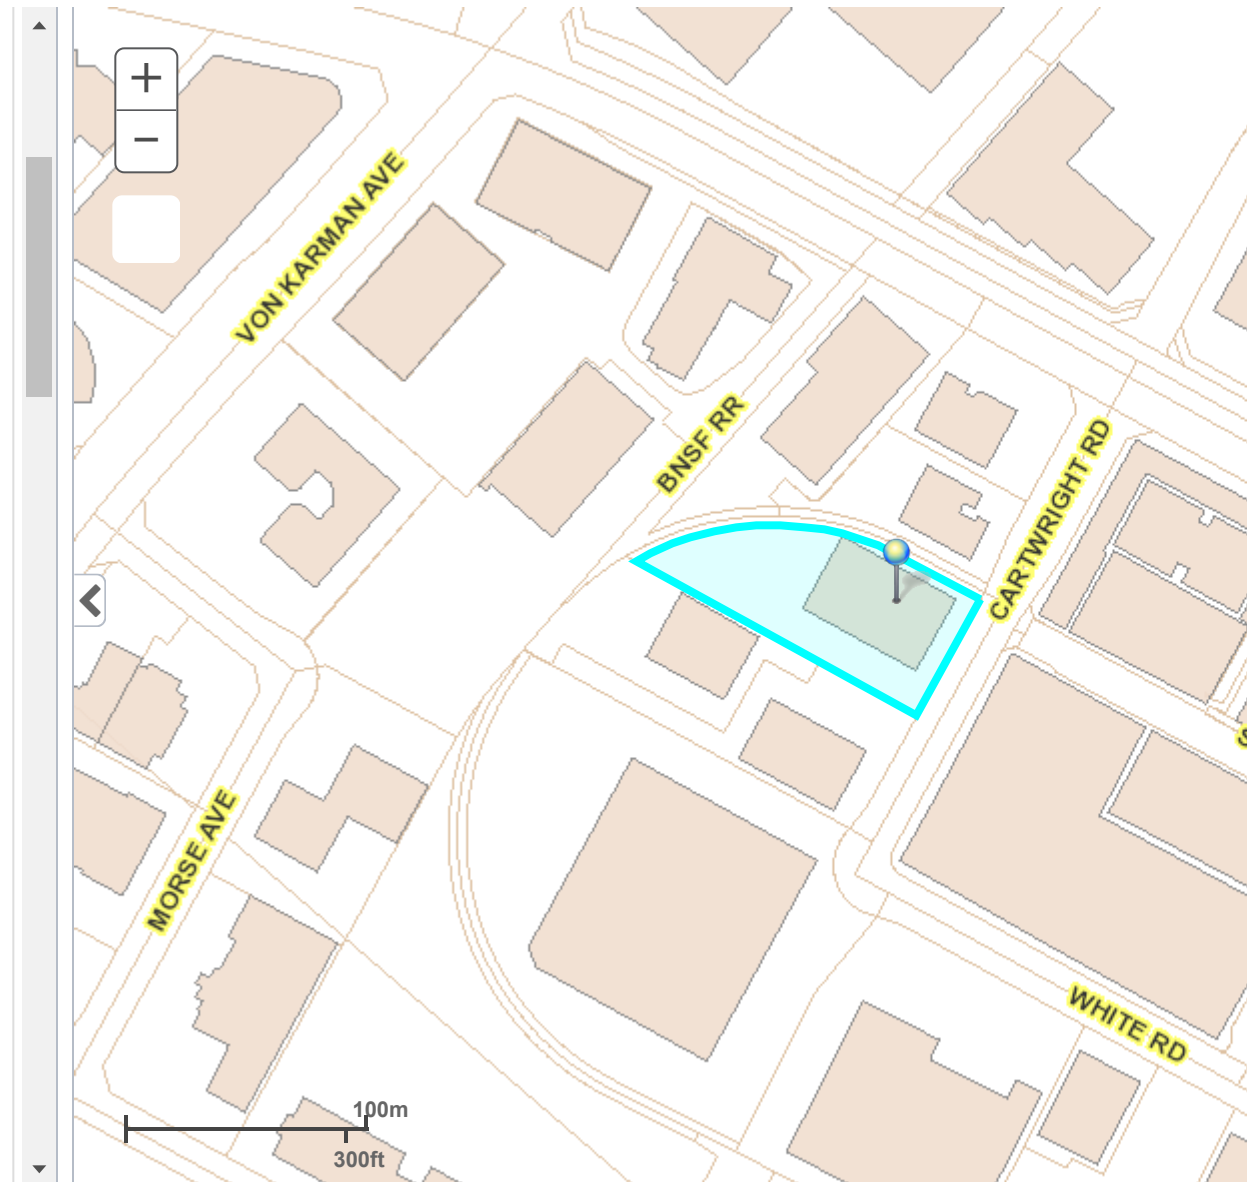 +
−
VON KARMAN AVE
BNSF RR
CARTWRIGHT RD
S
MORSE AVE
WHITE RD
100m
300ft